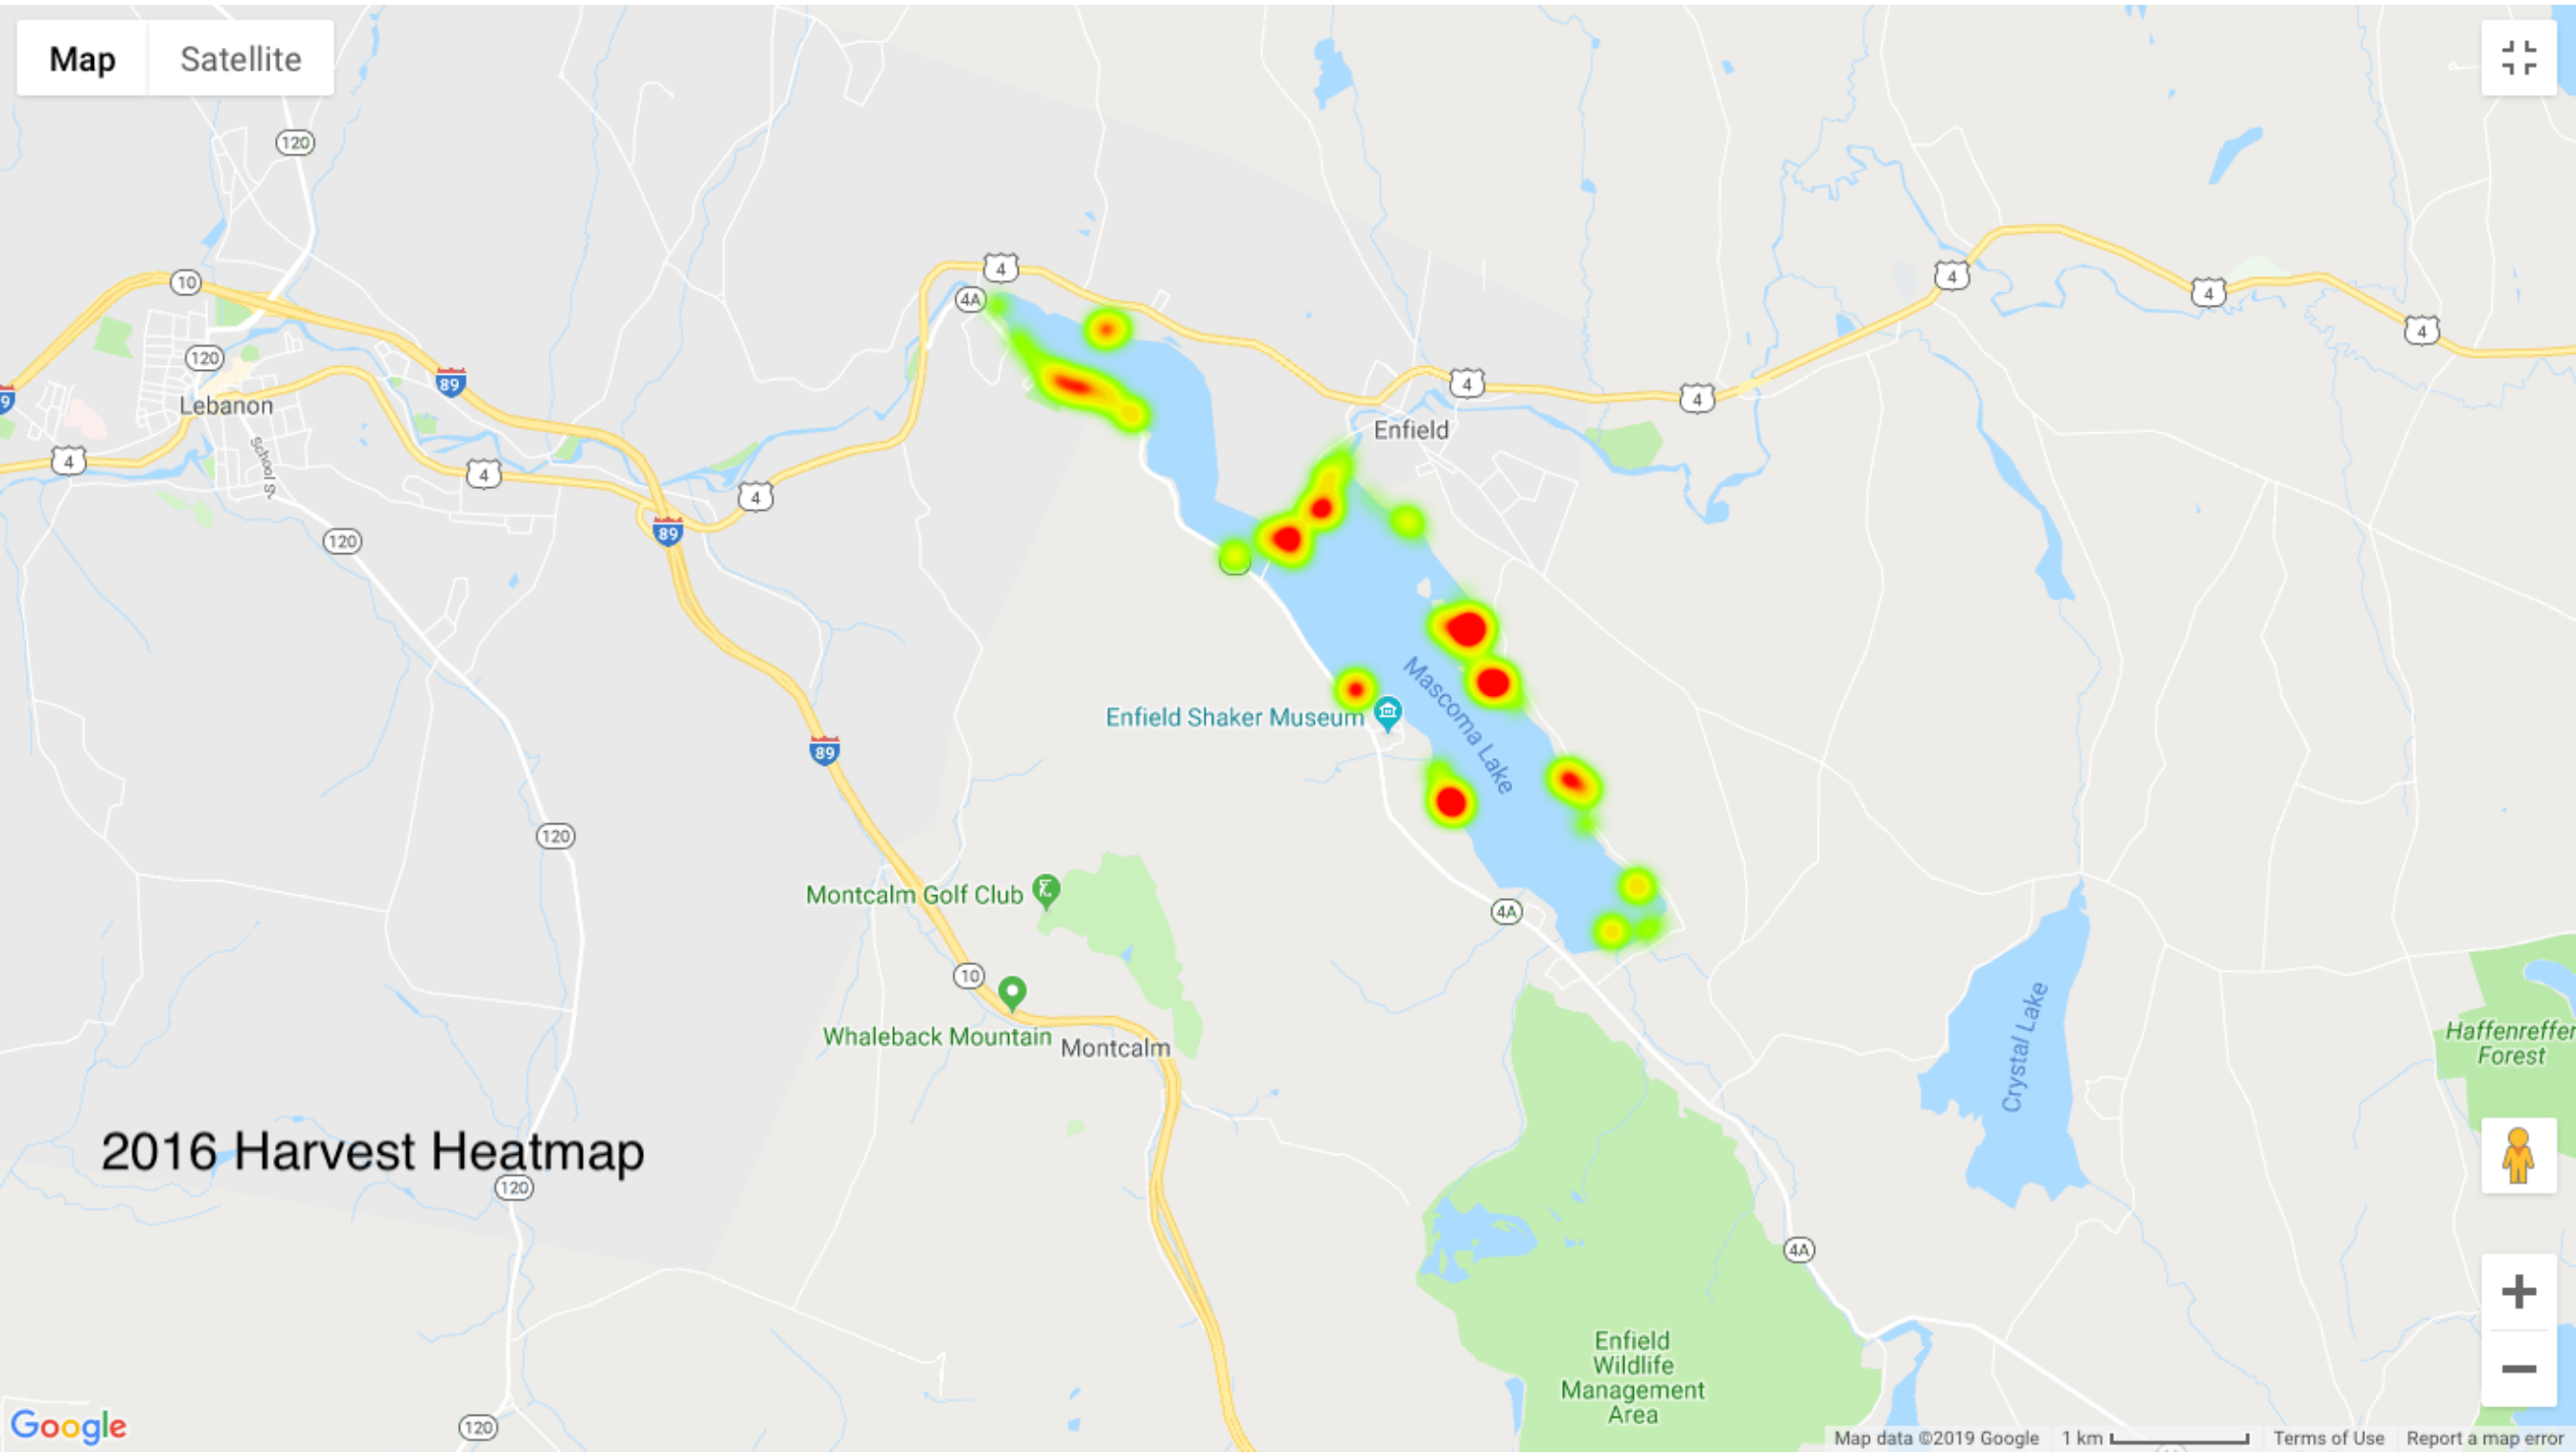 Map
Satellite
120
10
120
Lebanon
89
9
4
School St
4
120
89
4
4
4A
4
Enfield
4
4
4
4
Mascoma Lake
Enfield Shaker Museum
89
120
Montcalm Golf Club
4A
10
Whaleback Mountain
Montcalm
Crystal Lake
Haffenreffer
Forest
2016 Harvest Heatmap
120
4A
Enfield
Wildlife
Management
Area
Google
120
Map data ©2019 Google
1 km
Terms of Use
Report a map error